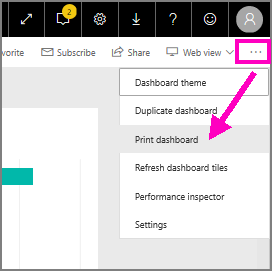 2
?
vorite Subscribe Share Web view ...
Dashboard theme
Duplicate dashboard
Print dashboard
Refresh dashboard tiles
Performance inspector
Settings